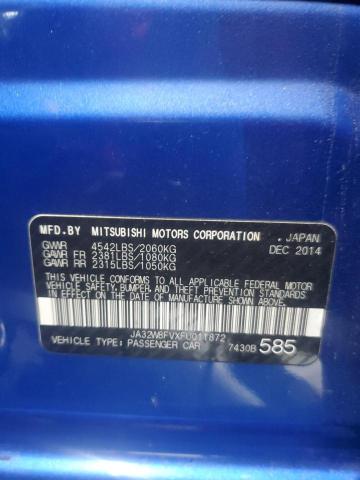 MFD.BY MITSUBISHI MOTORS CORPORATION , JAPAN
GVWR 4542LBS/2060KG DEC 2014
GAWR FR 2381LBS/1080KG
GAWR RR 2315LBS/1050KG
THIS VEHICLE CONFORMS TO ALL APPLICABLE FEDERAL MOTOR
VEHICLE SAFETY, BUMPER, AND THEFT PREVENTION STANDARDS
IN EFFECT ON THE DATE OF MANUFACTURE SHOWN ABOVE.
JA32W8FVXFU011872
VEHICLE TYPE:PASSENGER CAR 7430B 585